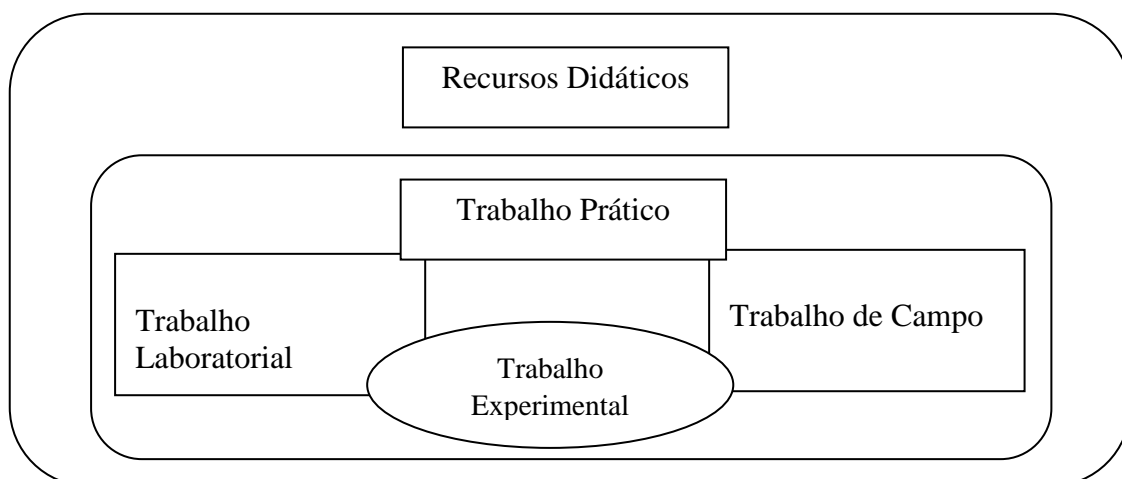 Recursos Didáticos
Trabalho Prático
Trabalho
Laboratorial
Trabalho de Campo
Trabalho
Experimental